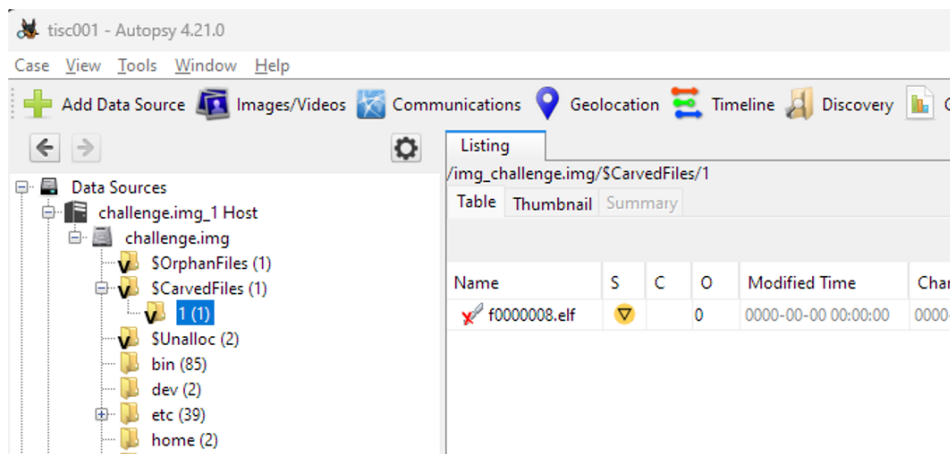 tisc001 - Autopsy 4.21.0
Case View Tools Window Help
Add Data Source Images/Videos Communications Geolocation Timeline Discovery
Listing
/img_challenge.img/$CarvedFiles/1
Table Thumbnail Summary
Data Sources
challenge.img_1 Host
challenge.img
$OrphanFiles (1)
$CarvedFiles (1)
1 (1)
$Unalloc (2)
bin (85)
dev (2)
etc (39)
home (2)
Name S C O Modified Time Char
f0000008.elf 0 0000-00-00 00:00:00 0000-